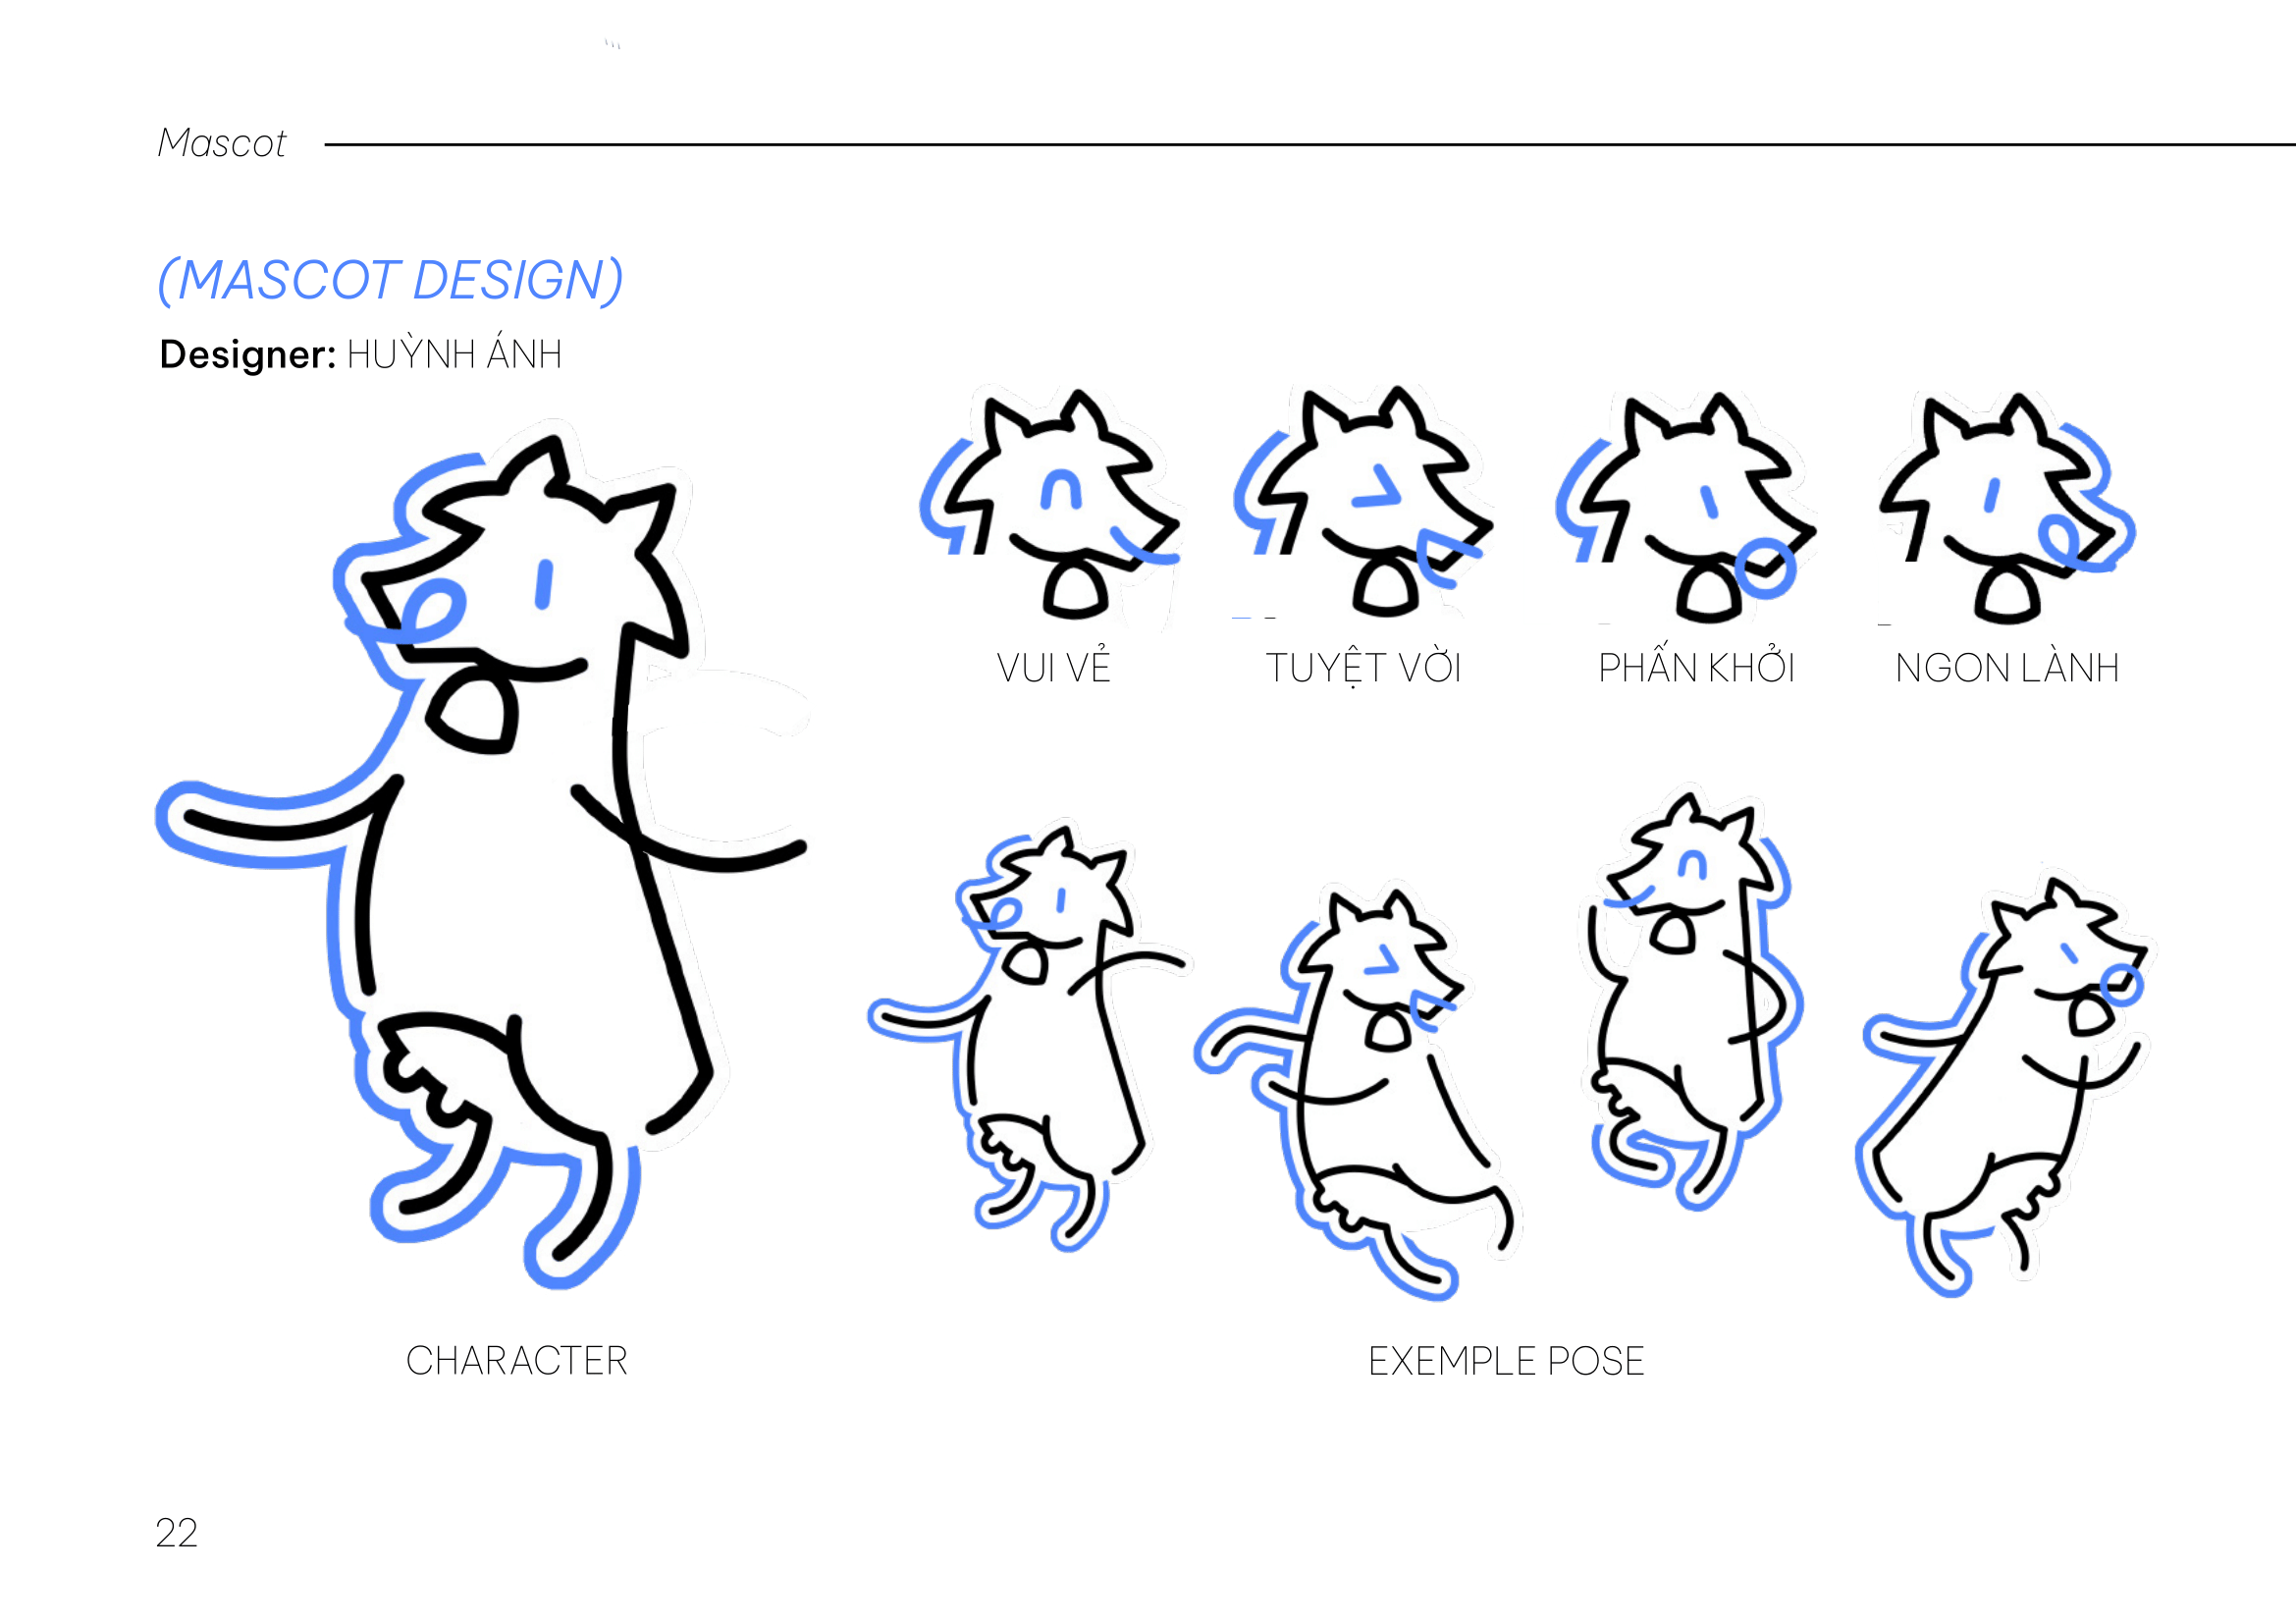 Mascot
(MASCOT DESIGN)
Designer: HUỲNH ÁNH
VUI VẺ
TUYỆT VỜI
PHẤN KHỞI
NGON LÀNH
CHARACTER
EXEMPLE POSE
22